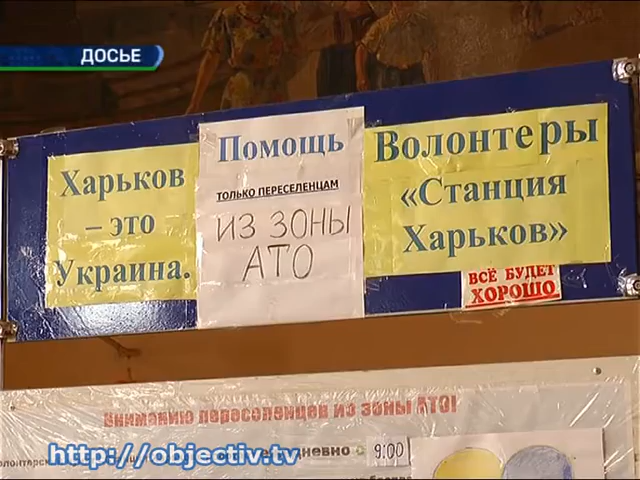 ДОСЬЕ
Харьков
– это
Украина.
Помощь
ТОЛЬКО ПЕРЕСЕЛЕНЦАМ
ИЗ ЗОНЫ
АТО
Волонтеры
«Станция
Харьков»
ВСЁ БУДЕТ
ХОРОШО
Вниманию переселенцев из зоны АТО!
9:00
http://objectiv.tv